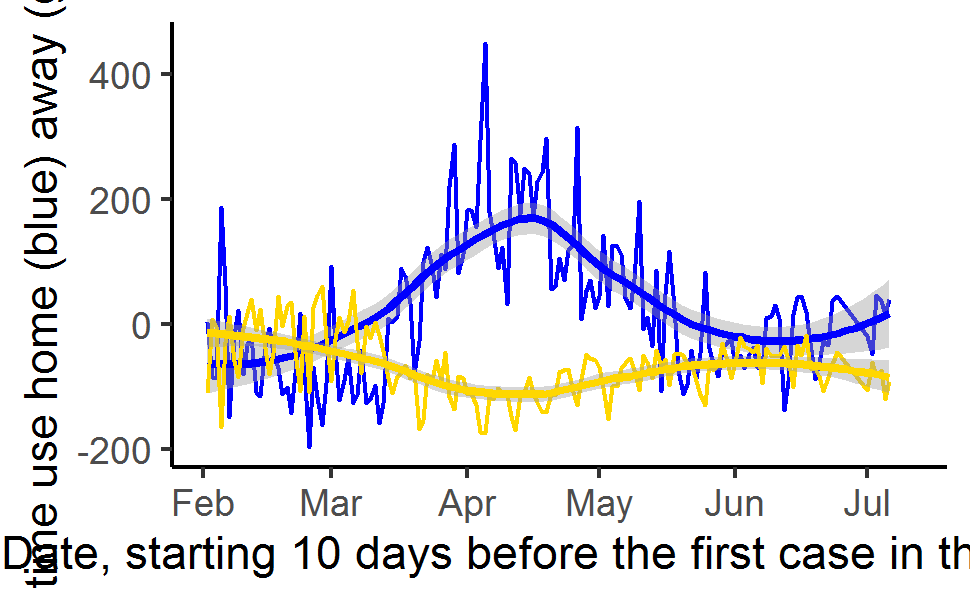 time use home (blue) away (
400
200
0
-200
Feb Mar Apr May Jun Jul
Date, starting 10 days before the first case in th